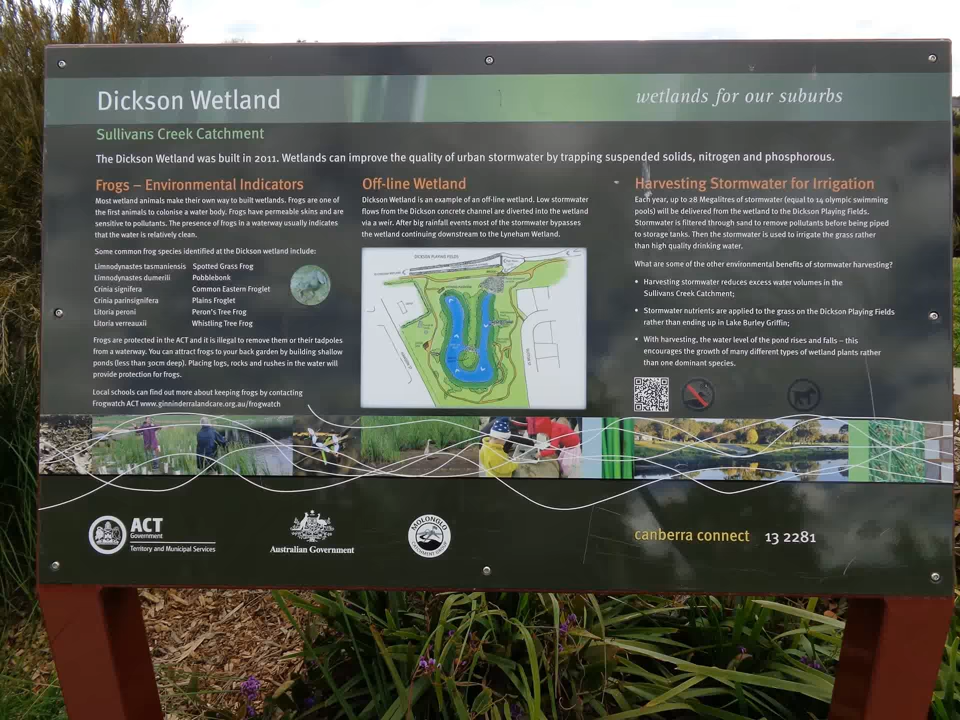 Dickson Wetland
wetlands for our suburbs
Sullivans Creek Catchment
The Dickson Wetland was built in 2011. Wetlands can improve the quality of urban stormwater by trapping suspended solids, nitrogen and phosphorous.
Frogs – Environmental Indicators
Most wetland animals make their own way to built wetlands. Frogs are one of
the first animals to colonise a water body. Frogs have permeable skins and are
sensitive to pollutants. The presence of frogs in a waterway usually indicates
that the water is relatively clean.
Some common frog species identified at the Dickson wetland include:
Limnodynastes tasmaniensis Spotted Grass Frog
Limnodynastes dumerili Pobblebonk
Crinia signifera Common Eastern Froglet
Crinia parinsignifera Plains Froglet
Litoria peroni Peron's Tree Frog
Litoria verreauxii Whistling Tree Frog
Frogs are protected in the ACT and it is illegal to remove them or their tadpoles
from a waterway. You can attract frogs to your back garden by building shallow
ponds (less than 30cm deep). Placing logs, rocks and rushes in the water will
provide protection for frogs.
Local schools can find out more about keeping frogs by contacting
Frogwatch ACT www.ginninderralandcare.org.au/frogwatch
Off-line Wetland
Dickson Wetland is an example of an off-line wetland. Low stormwater
flows from the Dickson concrete channel are diverted into the wetland
via a weir. After big rainfall events most of the stormwater bypasses
the wetland continuing downstream to the Lyneham Wetland.
DICKSON PLAYING FIELDS
Harvesting Stormwater for Irrigation
Each year, up to 28 Megalitres of stormwater (equal to 14 olympic swimming
pools) will be delivered from the wetland to the Dickson Playing Fields.
Stormwater is filtered through sand to remove pollutants before being piped
to storage tanks. Then the stormwater is used to irrigate the grass rather
than high quality drinking water.
What are some of the other environmental benefits of stormwater harvesting?
• Harvesting stormwater reduces excess water volumes in the
Sullivans Creek Catchment;
• Stormwater nutrients are applied to the grass on the Dickson Playing Fields
rather than ending up in Lake Burley Griffin;
• With harvesting, the water level of the pond rises and falls – this
encourages the growth of many different types of wetland plants rather
than one dominant species.
ACT
Government
Territory and Municipal Services
Australian Government
MOLONGLO
CATCHMENT GROUP
canberra connect 13 2281